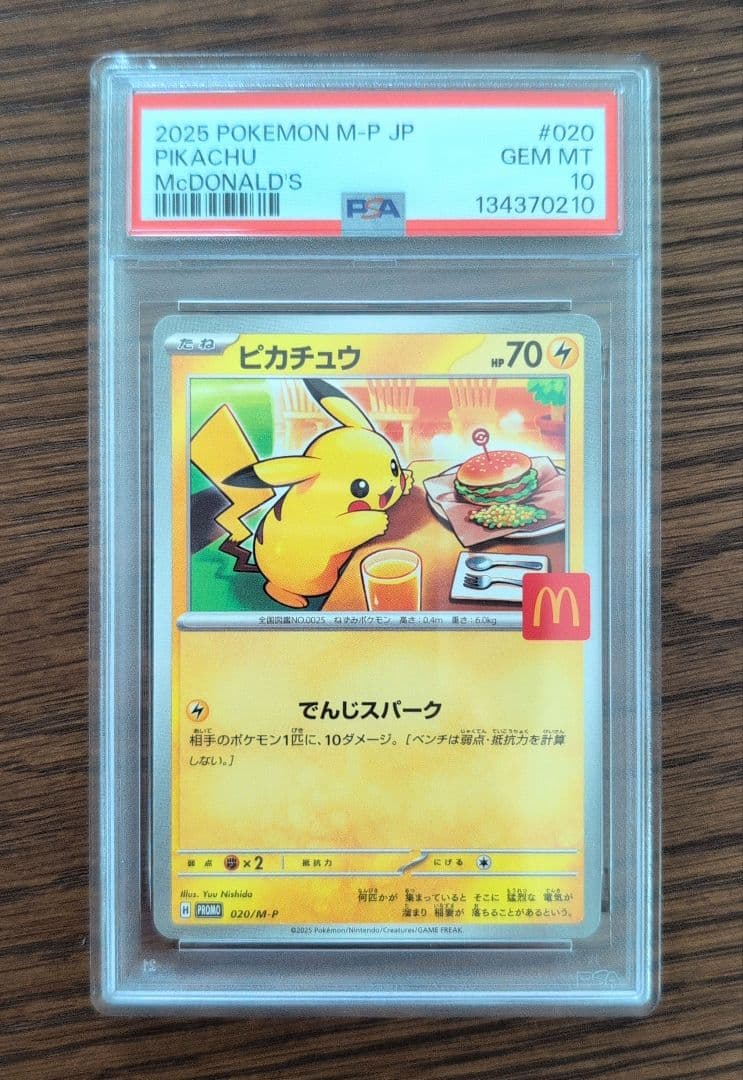 2025 POKEMON M-P JP #020
PIKACHU GEM MT
McDONALD'S 10
PSA 134370210
たね ピカチュウ HP70
M
全国図鑑NO.0025 ねずみポケモン 高さ:0.4m 重さ:6.0kg
でんじスパーク
相手のポケモン1匹に、10ダメージ。[ベンチは弱点・抵抗力を計算
しない。]
弱点 ×2 抵抗力 にげる
Illus. Yuu Nishida
何匹かが 集まっていると そこに 猛烈な 電気が
溜まり 稲妻が 落ちることがあるという。
H PROMO 020/M-P
©2025 Pokémon/Nintendo/Creatures/GAME FREAK.
PSA